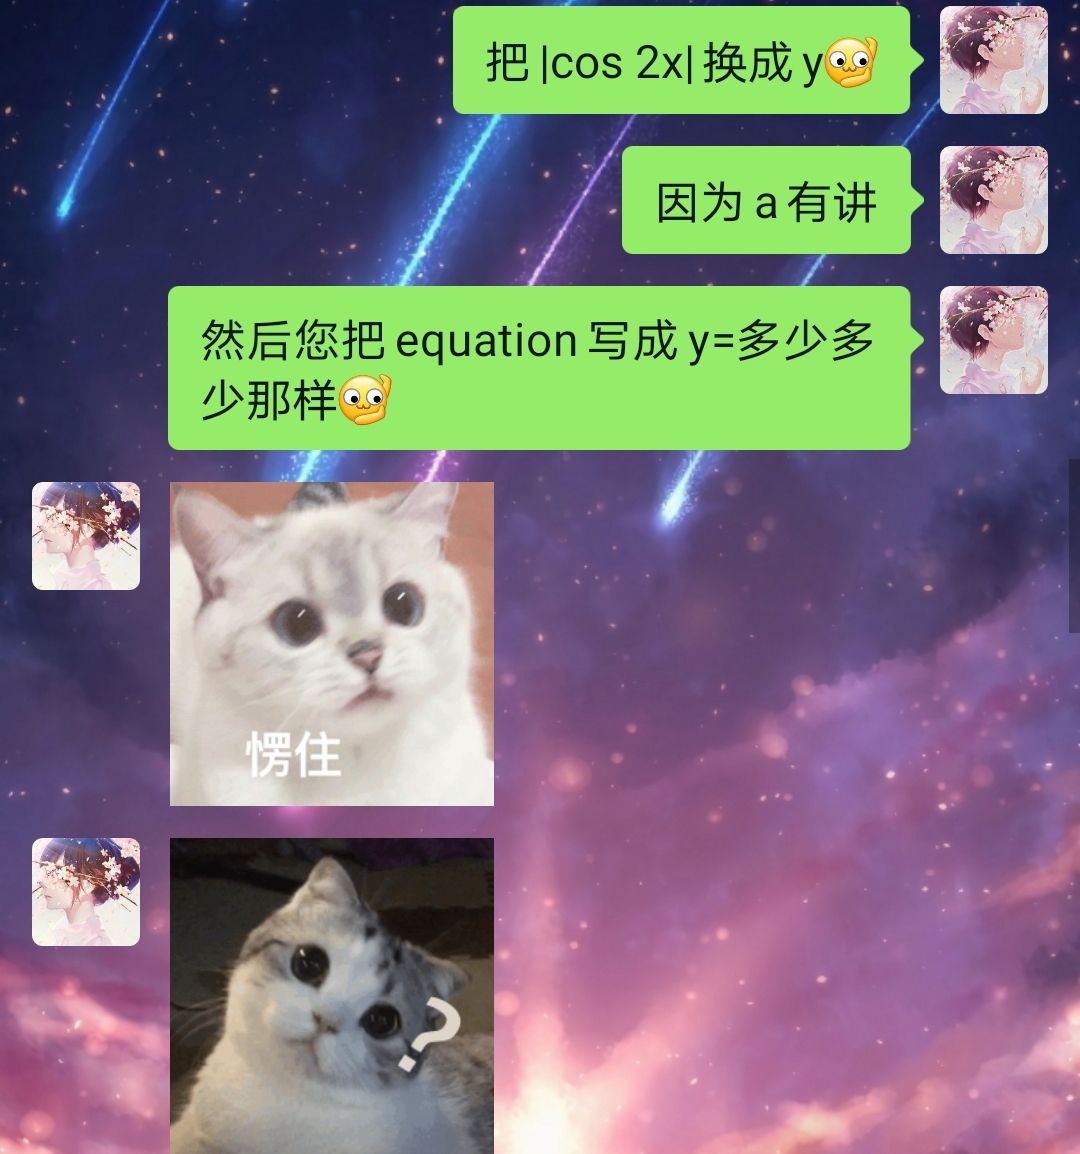 把 |cos 2x| 换成 y
因为 a 有讲
然后您把 equation 写成 y=多少多
少那样
愣住
?